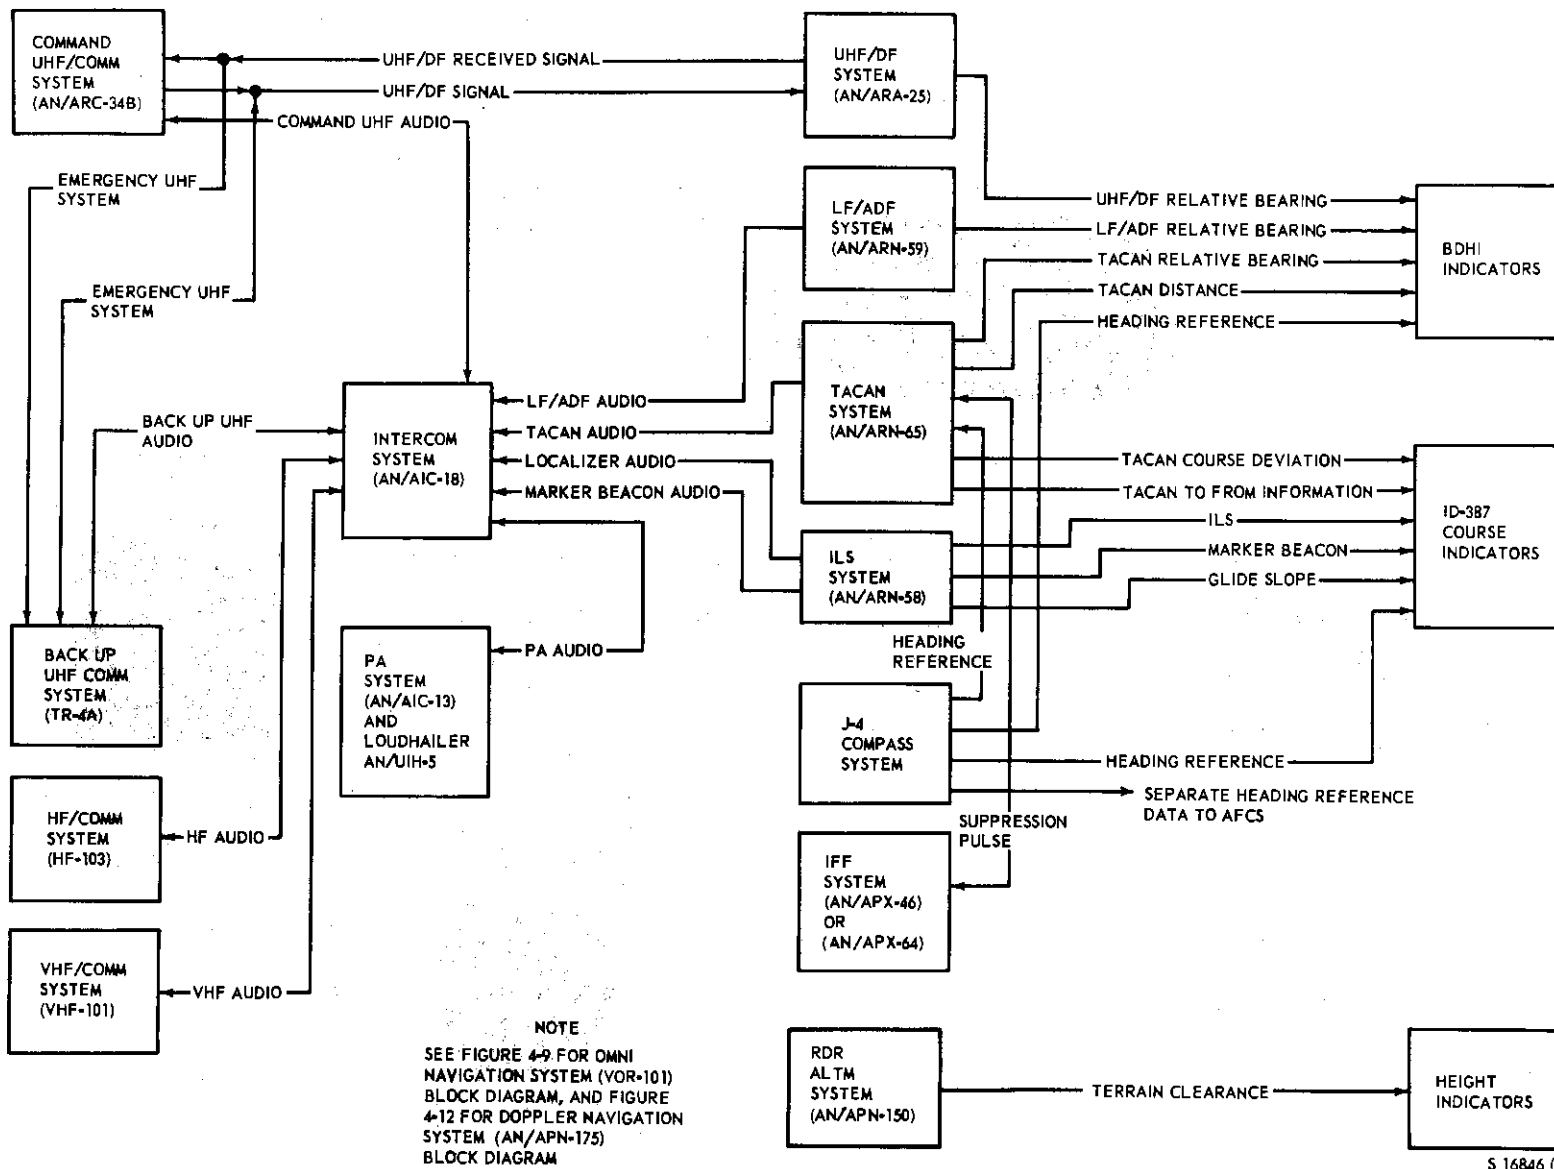 COMMAND
UHF/COMM
SYSTEM
(AN/ARC-34B)
UHF/DF RECEIVED SIGNAL
UHF/DF SIGNAL
COMMAND UHF AUDIO
UHF/DF
SYSTEM
(AN/ARA-25)
EMERGENCY UHF
SYSTEM
EMERGENCY UHF
SYSTEM
LF/ADF
SYSTEM
(AN/ARN-59)
UHF/DF RELATIVE BEARING
LF/ADF RELATIVE BEARING
TACAN RELATIVE BEARING
TACAN DISTANCE
HEADING REFERENCE
BDHI
INDICATORS
BACK UP UHF
AUDIO
INTERCOM
SYSTEM
(AN/AIC-18)
LF/ADF AUDIO
TACAN AUDIO
LOCALIZER AUDIO
MARKER BEACON AUDIO
TACAN
SYSTEM
(AN/ARN-65)
TACAN COURSE DEVIATION
TACAN TO FROM INFORMATION
ILS
MARKER BEACON
GLIDE SLOPE
ID-387
COURSE
INDICATORS
ILS
SYSTEM
(AN/ARN-58)
BACK UP
UHF COMM
SYSTEM
(TR-4A)
PA
SYSTEM
(AN/AIC-13)
AND
LOUDHAILER
AN/UIH-5
PA AUDIO
HEADING
REFERENCE
J-4
COMPASS
SYSTEM
HEADING REFERENCE
SEPARATE HEADING REFERENCE
DATA TO AFCS
SUPPRESSION
PULSE
HF/COMM
SYSTEM
(HF-103)
HF AUDIO
IFF
SYSTEM
(AN/APX-46)
OR
(AN/APX-64)
VHF/COMM
SYSTEM
(VHF-101)
VHF AUDIO
NOTE
SEE FIGURE 4-9 FOR OMNI
NAVIGATION SYSTEM (VOR-101)
BLOCK DIAGRAM, AND FIGURE
4-12 FOR DOPPLER NAVIGATION
SYSTEM (AN/APN-175)
BLOCK DIAGRAM
RDR
ALTM
SYSTEM
(AN/APN-150)
TERRAIN CLEARANCE
HEIGHT
INDICATORS
S 16846 (